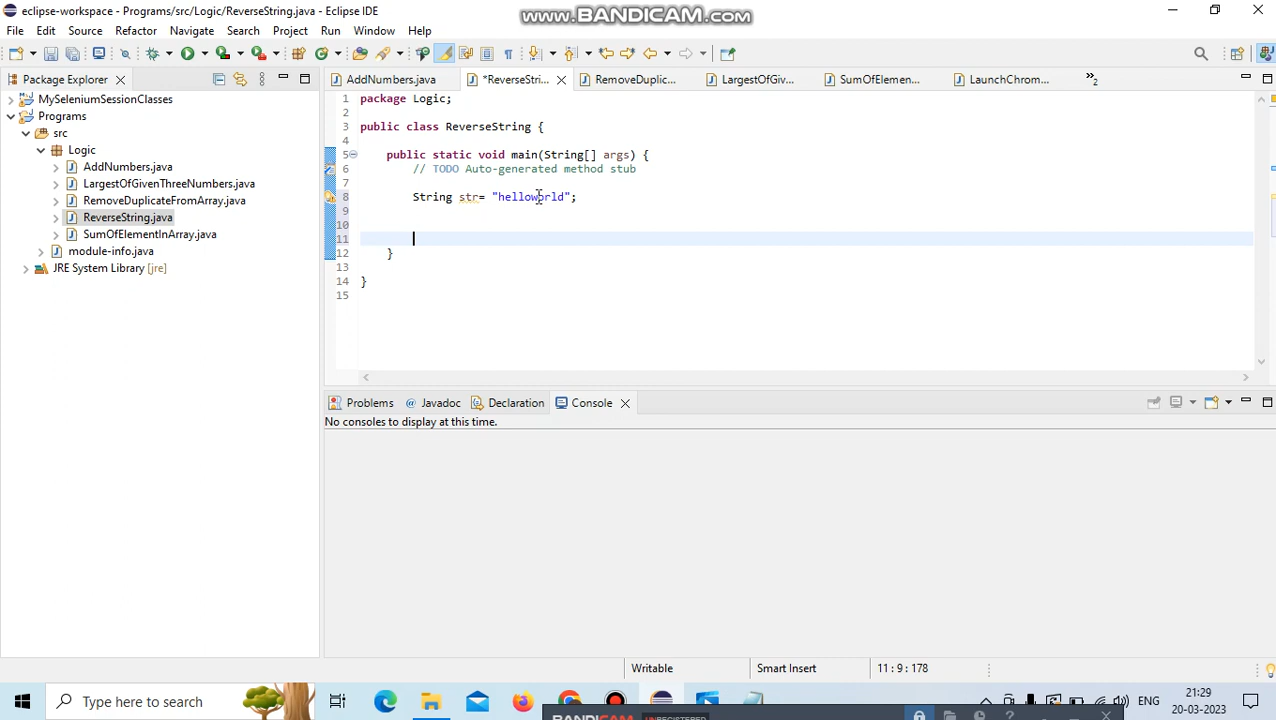 eclipse-workspace - Programs/src/Logic/ReverseString.java - Eclipse IDE
www.BANDICAM.com
File Edit Source Refactor Navigate Search Project Run Window Help
Package Explorer
AddNumbers.java
*ReverseStri...
RemoveDuplic...
LargestOfGiv...
SumOfElemen...
LaunchChrom...
»2
MySeleniumSessionClasses
Programs
src
Logic
AddNumbers.java
LargestOfGivenThreeNumbers.java
RemoveDuplicateFromArray.java
ReverseString.java
SumOfElementInArray.java
module-info.java
JRE System Library [jre]
1 package Logic;
2
3 public class ReverseString {
4
5 public static void main(String[] args) {
6 // TODO Auto-generated method stub
7
8 String str= "helloworld";
9
10
11
12 }
13
14 }
15
Problems @ Javadoc Declaration Console
No consoles to display at this time.
Writable Smart Insert 11 : 9 : 178
Type here to search
ENG
21:29
20-03-2023
BANDICAM UNREGISTERED